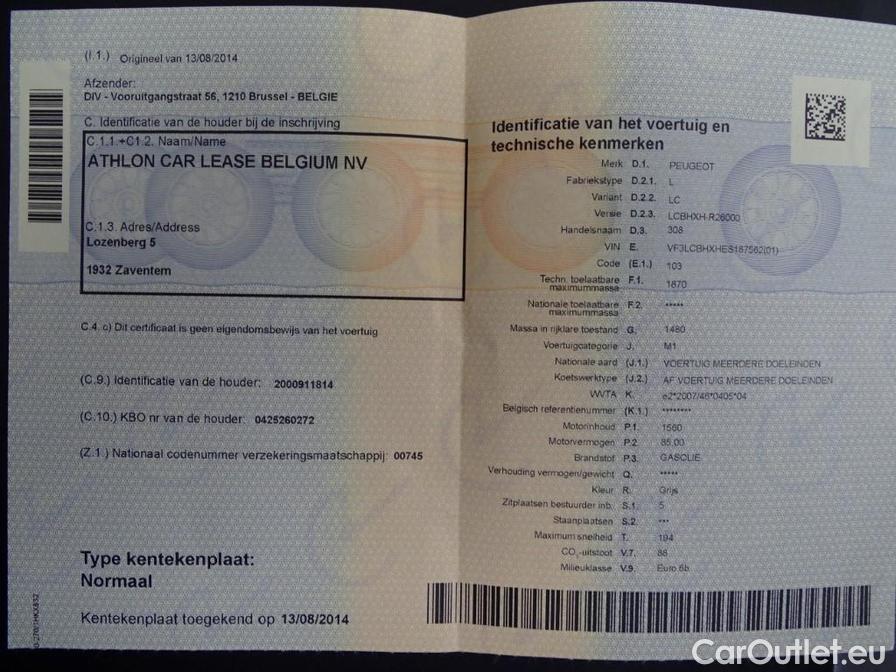 (I.1.) Origineel van 13/08/2014
Afzender:
DIV - Vooruitgangstraat 56, 1210 Brussel - BELGIE
C. Identificatie van de houder bij de inschrijving
C.1.1.+C1.2. Naam/Name
ATHLON CAR LEASE BELGIUM NV
C.1.3. Adres/Address
Lozenberg 5
1932 Zaventem
C.4. c) Dit certificaat is geen eigendomsbewijs van het voertuig
(C.9.) Identificatie van de houder: 2000911814
(C.10.) KBO nr van de houder: 0425260272
(Z.1.) Nationaal codenummer verzekeringsmaatschappij: 00745
Type kentekenplaat:
Normaal
Kentekenplaat toegekend op 13/08/2014
Identificatie van het voertuig en
technische kenmerken
Merk D.1. PEUGEOT
Fabriekstype D.2.1. L
Variant D.2.2. LC
Versie D.2.3. LCBHXH-R26000
Handelsnaam D.3. 308
VIN E. VF3LCBHXHES187562(01)
Code (E.1.) 103
Techn. toelaatbare F.1. 1870
maximummassa
Nationale toelaatbare F.2. *****
maximummassa
Massa in rijklare toestand G. 1480
Voertuigcategorie J. M1
Nationale aard (J.1.) VOERTUIG MEERDERE DOELEINDEN
Koetswerktype (J.2.) AF VOERTUIG MEERDERE DOELEINDEN
WVTA K. e2*2007/46*0405*04
Belgisch referentienummer (K.1.) ********
Motorinhoud P.1. 1560
Motorvermogen P.2. 85.00
Brandstof P.3. GASOLIE
Verhouding vermogen/gewicht Q. *****
Kleur R. Grijs
Zitplaatsen bestuurder inb. S.1. 5
Staanplaatsen S.2. ***
Maximum snelheid T. 194
CO₂-uitstoot V.7. 88
Milieuklasse V.9. Euro 6b
CarOutlet.eu